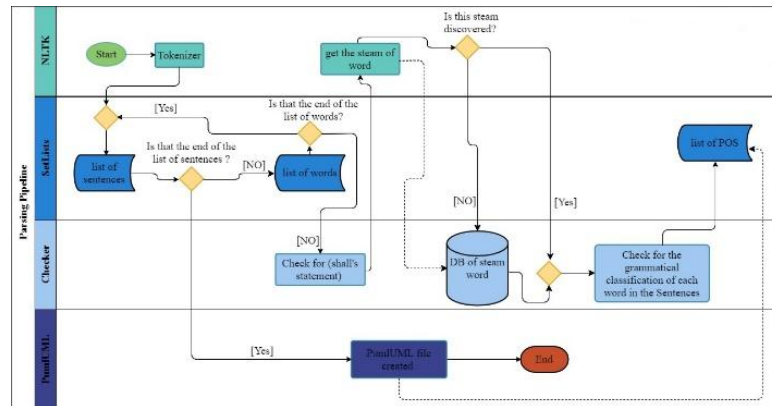 Parsing Pipeline
NLTK
Start
Tokenizer
get the steam of
word
Is this steam
discovered?
SetLists
[Yes]
list of
sentences
Is that the end of the
list of sentences ?
[NO]
Is that the end of the
list of words?
list of words
[NO]
[Yes]
list of POS
Checker
[NO]
Check for (shall's
statement)
DB of steam
word
Check for the
grammatical
classification of each
word in the Sentences
PumlUML
[Yes]
PumlUML file
created
End